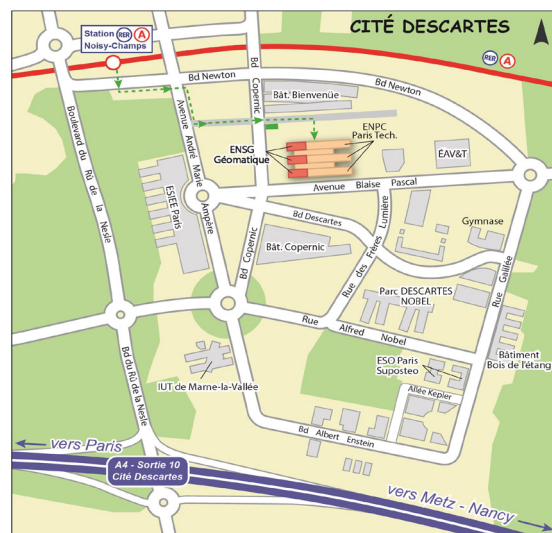 CITÉ DESCARTES
Station RER A
Noisy-Champs
RER A
Bd Newton
Bd Newton
Bd Copernic
Bât. Bienvenüe
Avenue André Marie Ampère
Boulevard du Rû de la Nesle
ENSG
Géomatique
ENPC
Paris Tech.
ÉAV&T
ESIEE Paris
Avenue Blaise Pascal
Bd Descartes
Rue des Frères Lumière
Gymnase
Bd Copernic
Bât. Copernic
Rue Galilée
Parc DESCARTES
NOBEL
Rue Alfred Nobel
Bd du Rû de la Nesle
IUT de Marne-la-Vallée
ESO Paris
Suposteo
Bâtiment
Bois de l'étang
Allée Kepler
Bd Albert Enstein
vers Paris
A4 - Sortie 10
Cité Descartes
vers Metz - Nancy